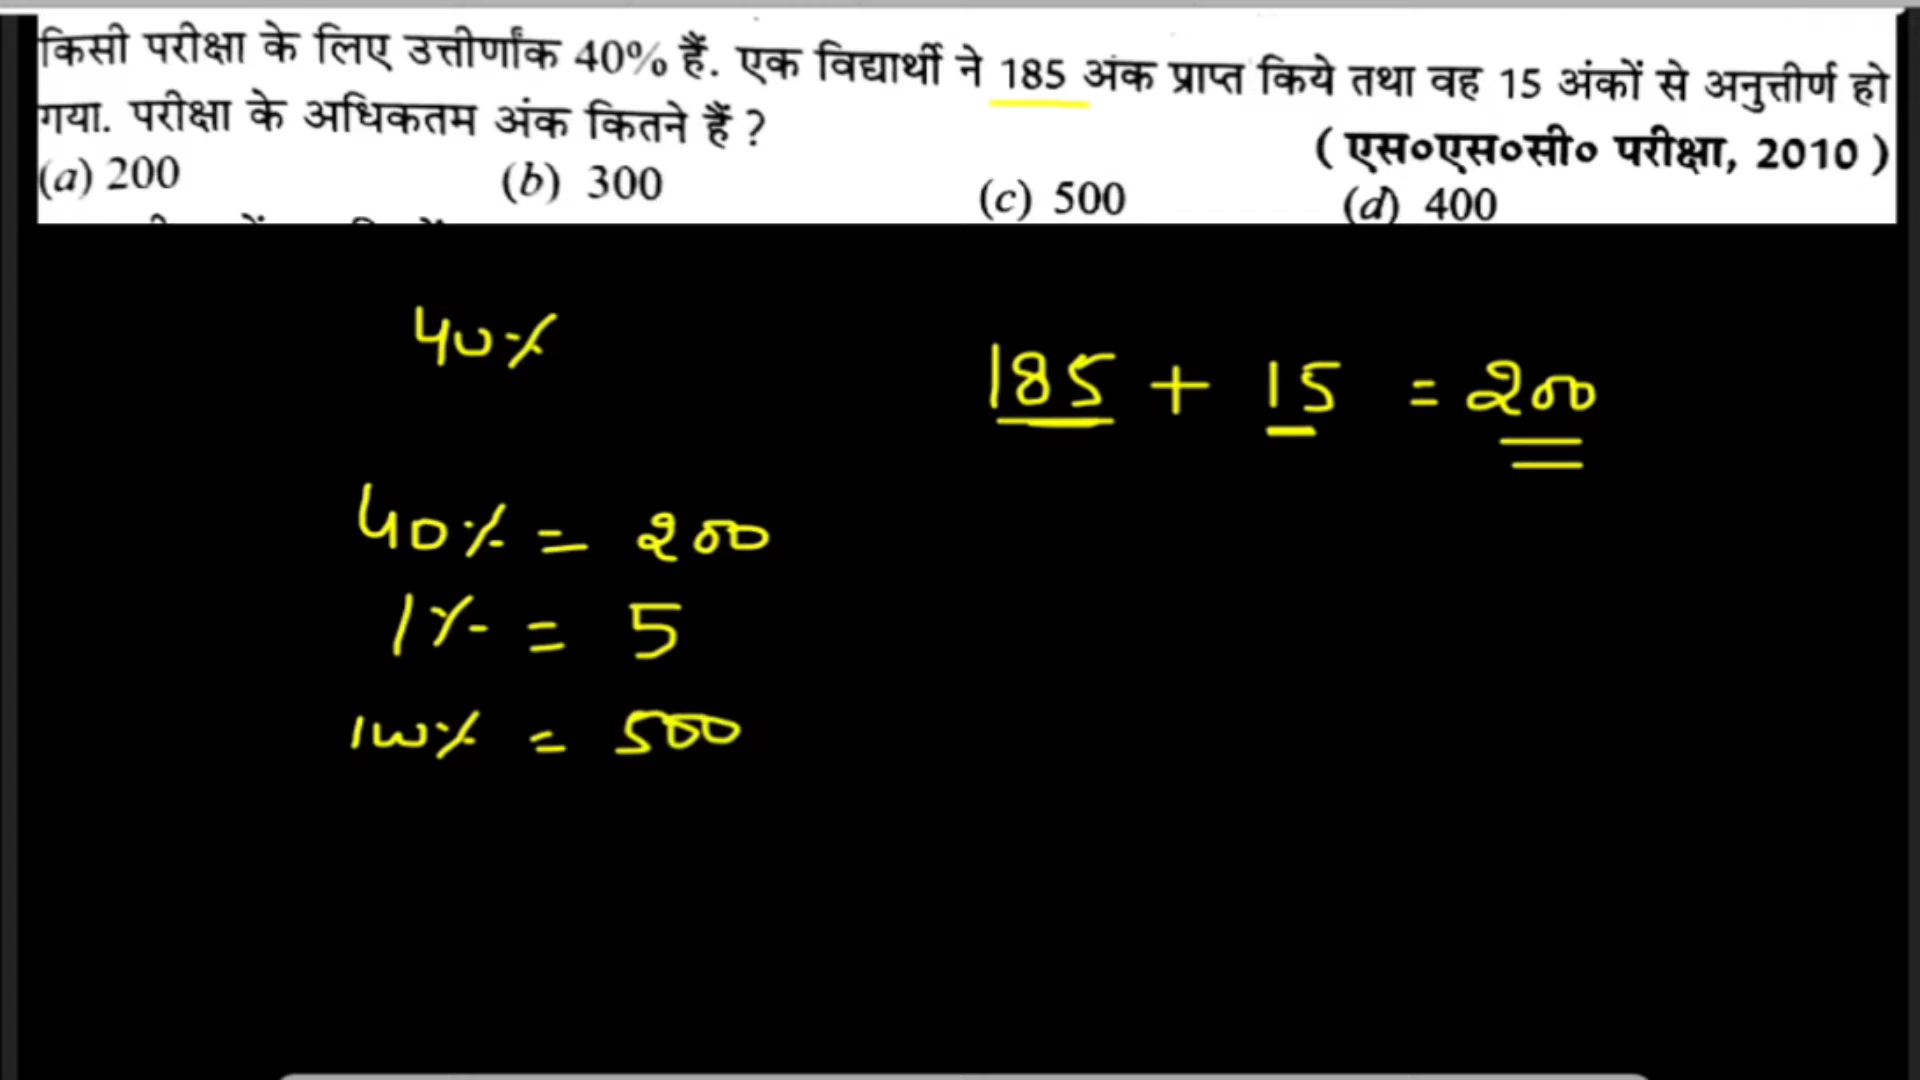 किसी परीक्षा के लिए उत्तीर्णांक 40% हैं. एक विद्यार्थी ने 185 अंक प्राप्त किये तथा वह 15 अंकों से अनुत्तीर्ण हो
गया. परीक्षा के अधिकतम अंक कितने हैं ?
( एस०एस०सी० परीक्षा, 2010 )
(a) 200 (b) 300 (c) 500 (d) 400
40%
185 + 15 = 200
40% = 200
1% = 5
100% = 500